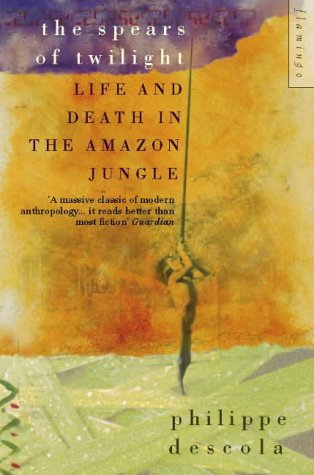 the spears
of twilight
LIFE AND
DEATH IN
THE AMAZON
JUNGLE
'A massive classic of modern
anthropology... it reads better than
most fiction' Guardian
philippe
descola
flamingo